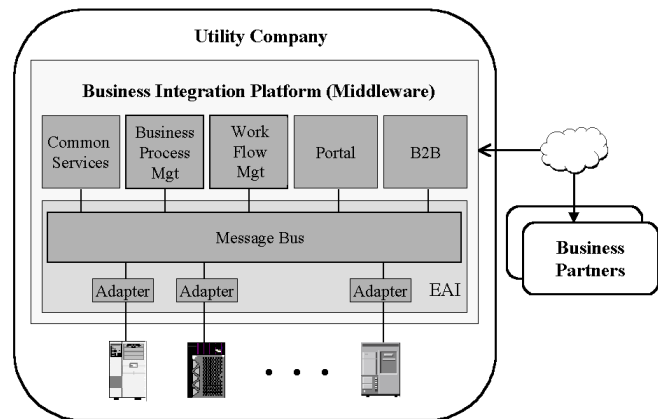 Utility Company
Business Integration Platform (Middleware)
Common
Services
Business
Process
Mgt
Work
Flow
Mgt
Portal
B2B
Message Bus
Adapter
Adapter
Adapter
EAI
Business
Partners